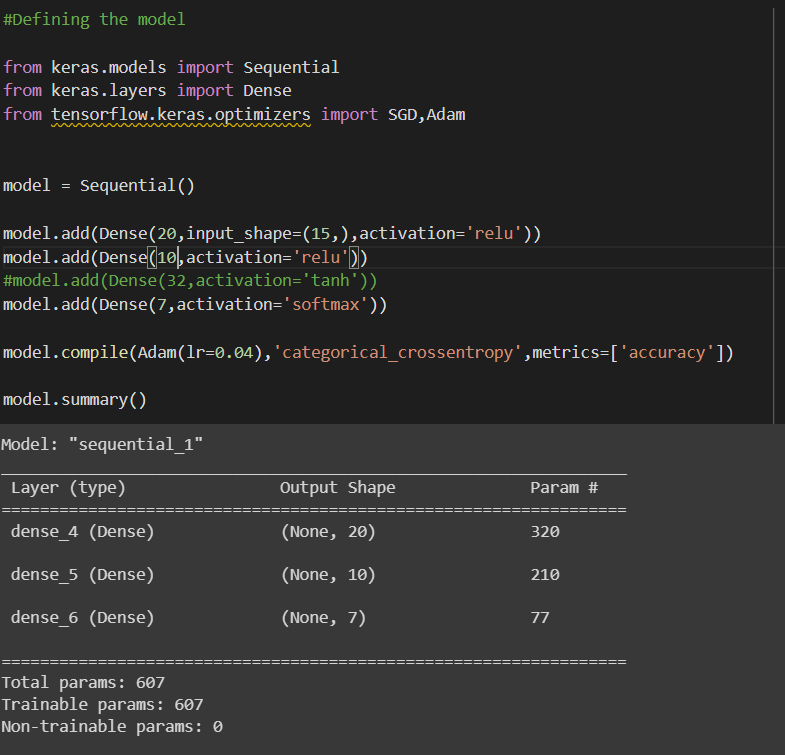 #Defining the model
from keras.models import Sequential
from keras.layers import Dense
from tensorflow.keras.optimizers import SGD,Adam
model = Sequential()
model.add(Dense(20,input_shape=(15,),activation='relu'))
model.add(Dense(10,activation='relu'))
#model.add(Dense(32,activation='tanh'))
model.add(Dense(7,activation='softmax'))
model.compile(Adam(lr=0.04),'categorical_crossentropy',metrics=['accuracy'])
model.summary()
Model: "sequential_1"
_________________________________________________________________
Layer (type) Output Shape Param #
=================================================================
dense_4 (Dense) (None, 20) 320
dense_5 (Dense) (None, 10) 210
dense_6 (Dense) (None, 7) 77
=================================================================
Total params: 607
Trainable params: 607
Non-trainable params: 0